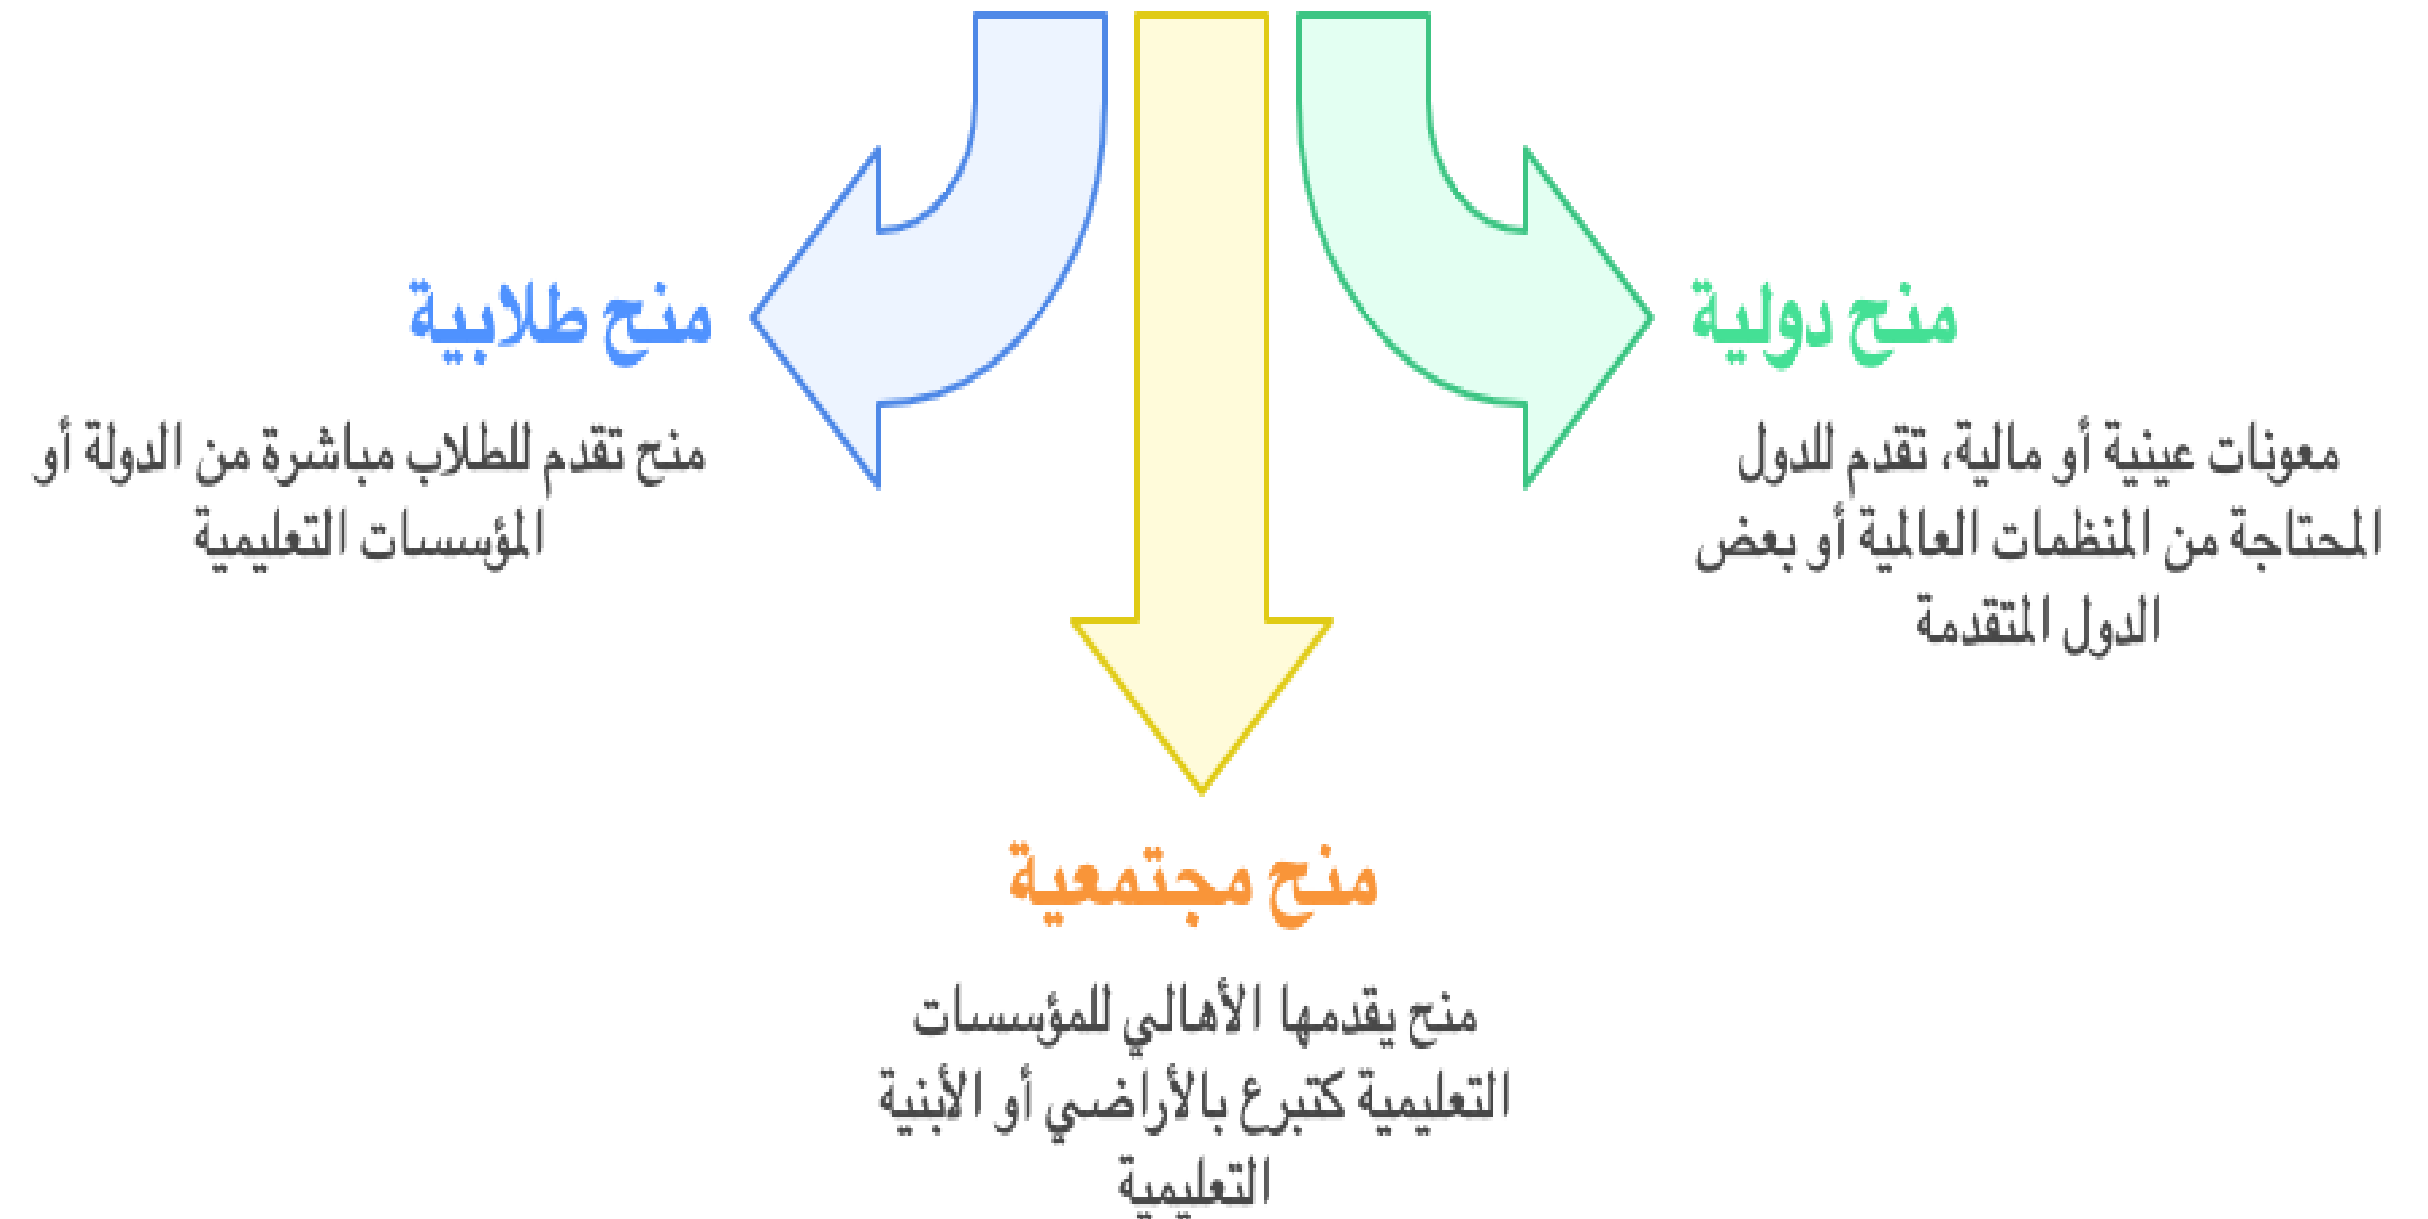 منح دولية
معونات عينية أو مالية، تقدم للدول
المحتاجة من المنظمات العالمية أو بعض
الدول المتقدمة
منح طلابية
منح تقدم للطلاب مباشرة من الدولة أو
المؤسسات التعليمية
منح مجتمعية
منح يقدمها الأهالي للمؤسسات
التعليمية كتبرع بالأراضي أو الأبنية
التعليمية